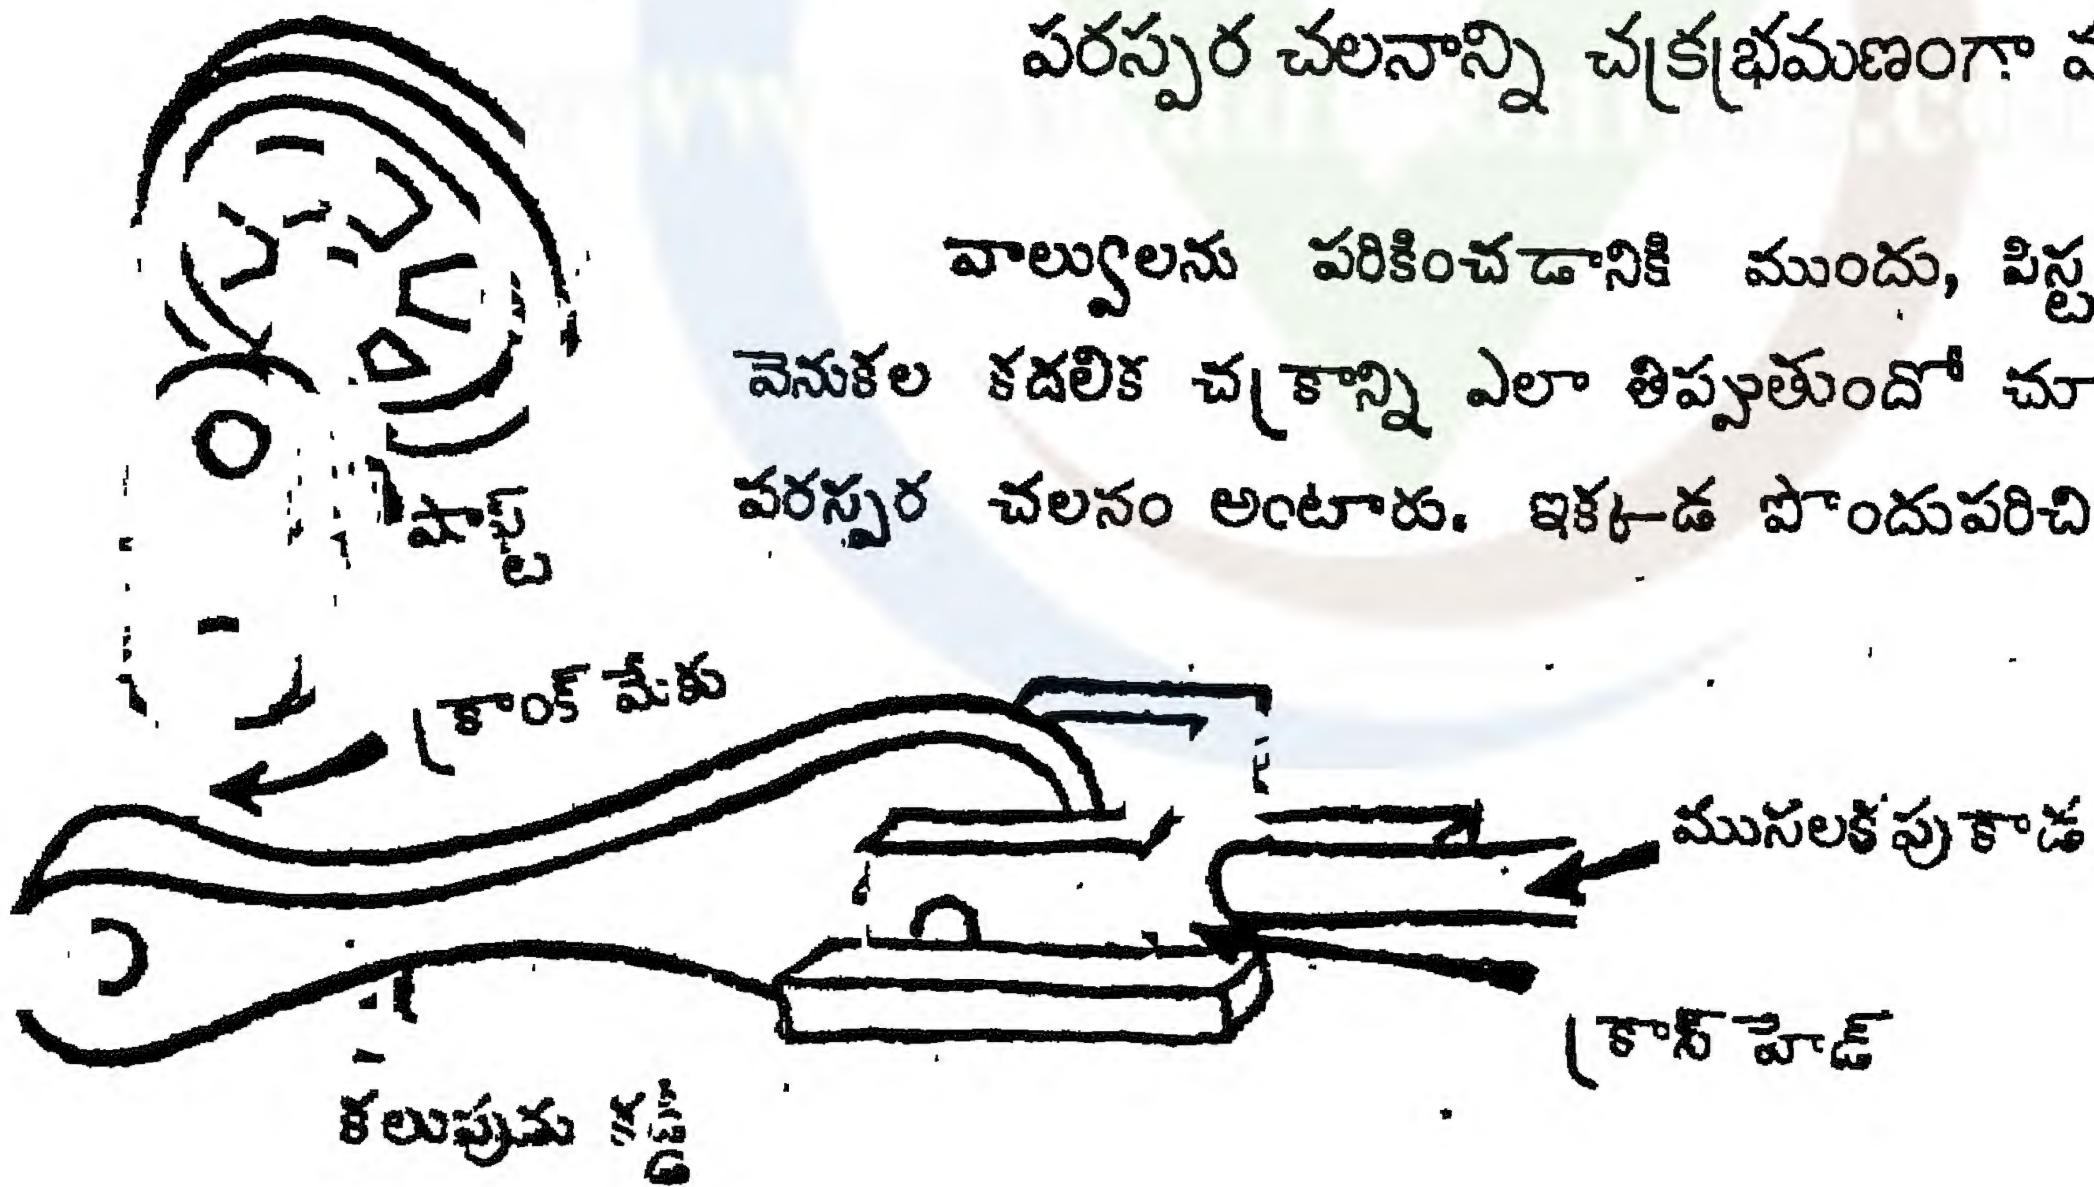 పరస్పర చలనాన్ని చక్రభ్రమణంగా
వాల్వులను పరికించడానికి ముందు, పిస్ట
వెనుకల కదలిక చక్రాన్ని ఎలా తిప్పుతుందో చూ
పరస్పర చలనం అంటారు. ఇక్కడ పొందుపరిచి
షాఫ్ట్
క్రాంక్ మేకు
ముసలకపు కాడ
క్రాస్ హెడ్
కలుపును కడ్డీ